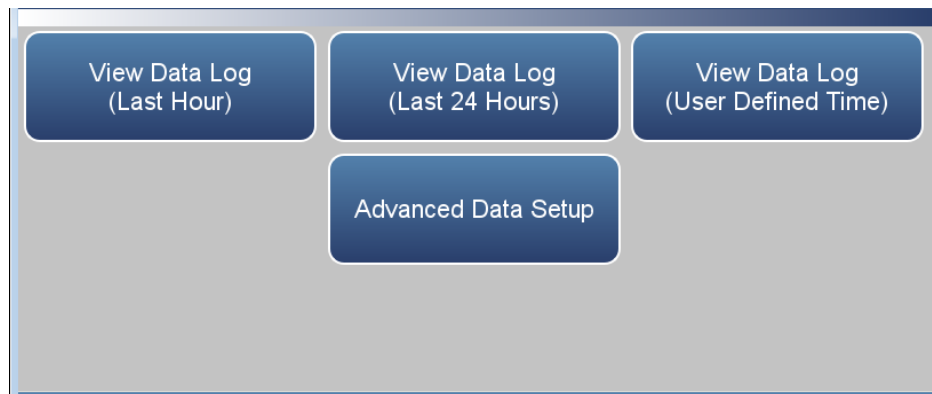 View Data Log
(Last Hour)
View Data Log
(Last 24 Hours)
View Data Log
(User Defined Time)
Advanced Data Setup